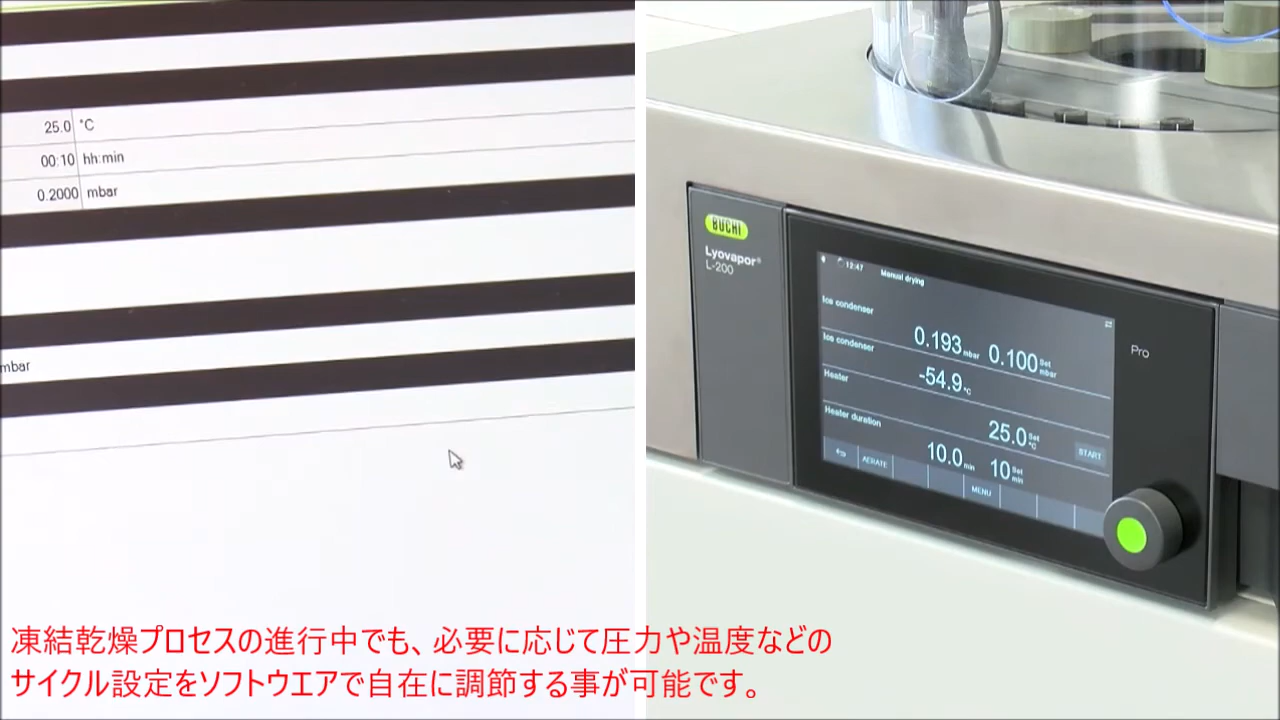 25.0 °C
00:10 hh:min
0.2000 mbar
mbar
BUCHI
Lyovapor®
L-200
12:47 Manual drying
Ice condenser
0.193 mbar 0.100 Set mbar
Ice condenser
-54.9 °C
Heater
25.0 Set °C
Heater duration
10.0 min 10 Set min
START
AERATE
MENU
Pro
凍結乾燥プロセスの進行中でも、必要に応じて圧力や温度などの
サイクル設定をソフトウエアで自在に調節する事が可能です。